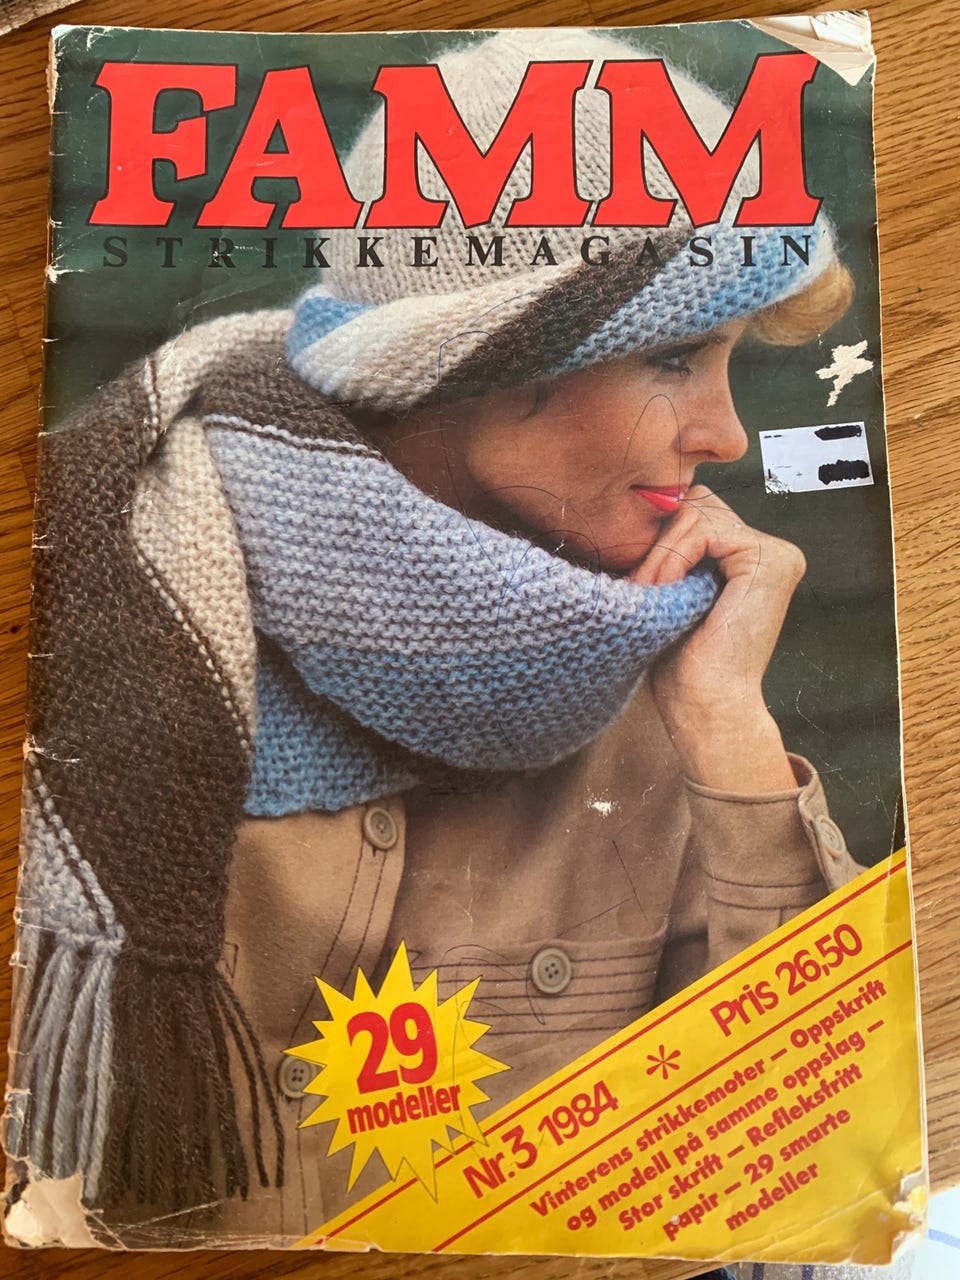 FAMM
STRIKKEMAGASIN
29
modeller
Nr.3 1984 * Pris 26,50
Vinterens strikkemoter – Oppskrift
og modell på samme oppslag –
Stor skrift – Refleksfritt
papir – 29 smarte
modeller